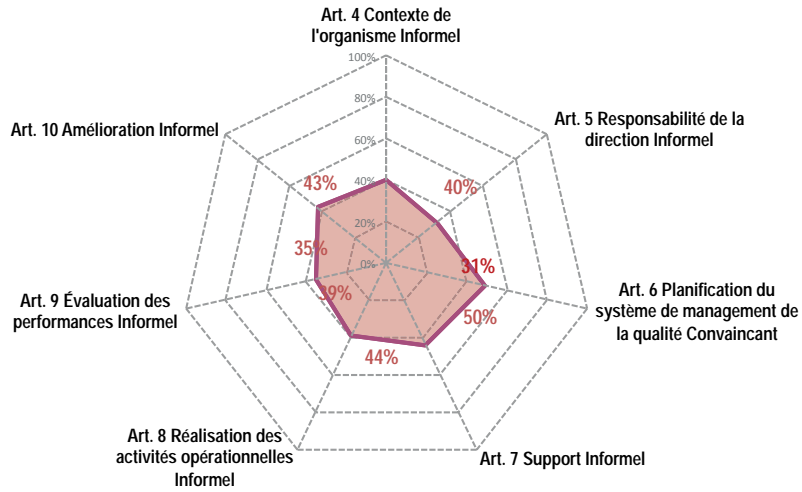 Art. 4 Contexte de
l'organisme Informel
100%
80%
60%
40%
20%
0%
Art. 5 Responsabilité de la
direction Informel
40%
31%
Art. 6 Planification du
système de management de
la qualité Convaincant
50%
Art. 7 Support Informel
44%
Art. 8 Réalisation des
activités opérationnelles
Informel
39%
Art. 9 Évaluation des
performances Informel
35%
Art. 10 Amélioration Informel
43%